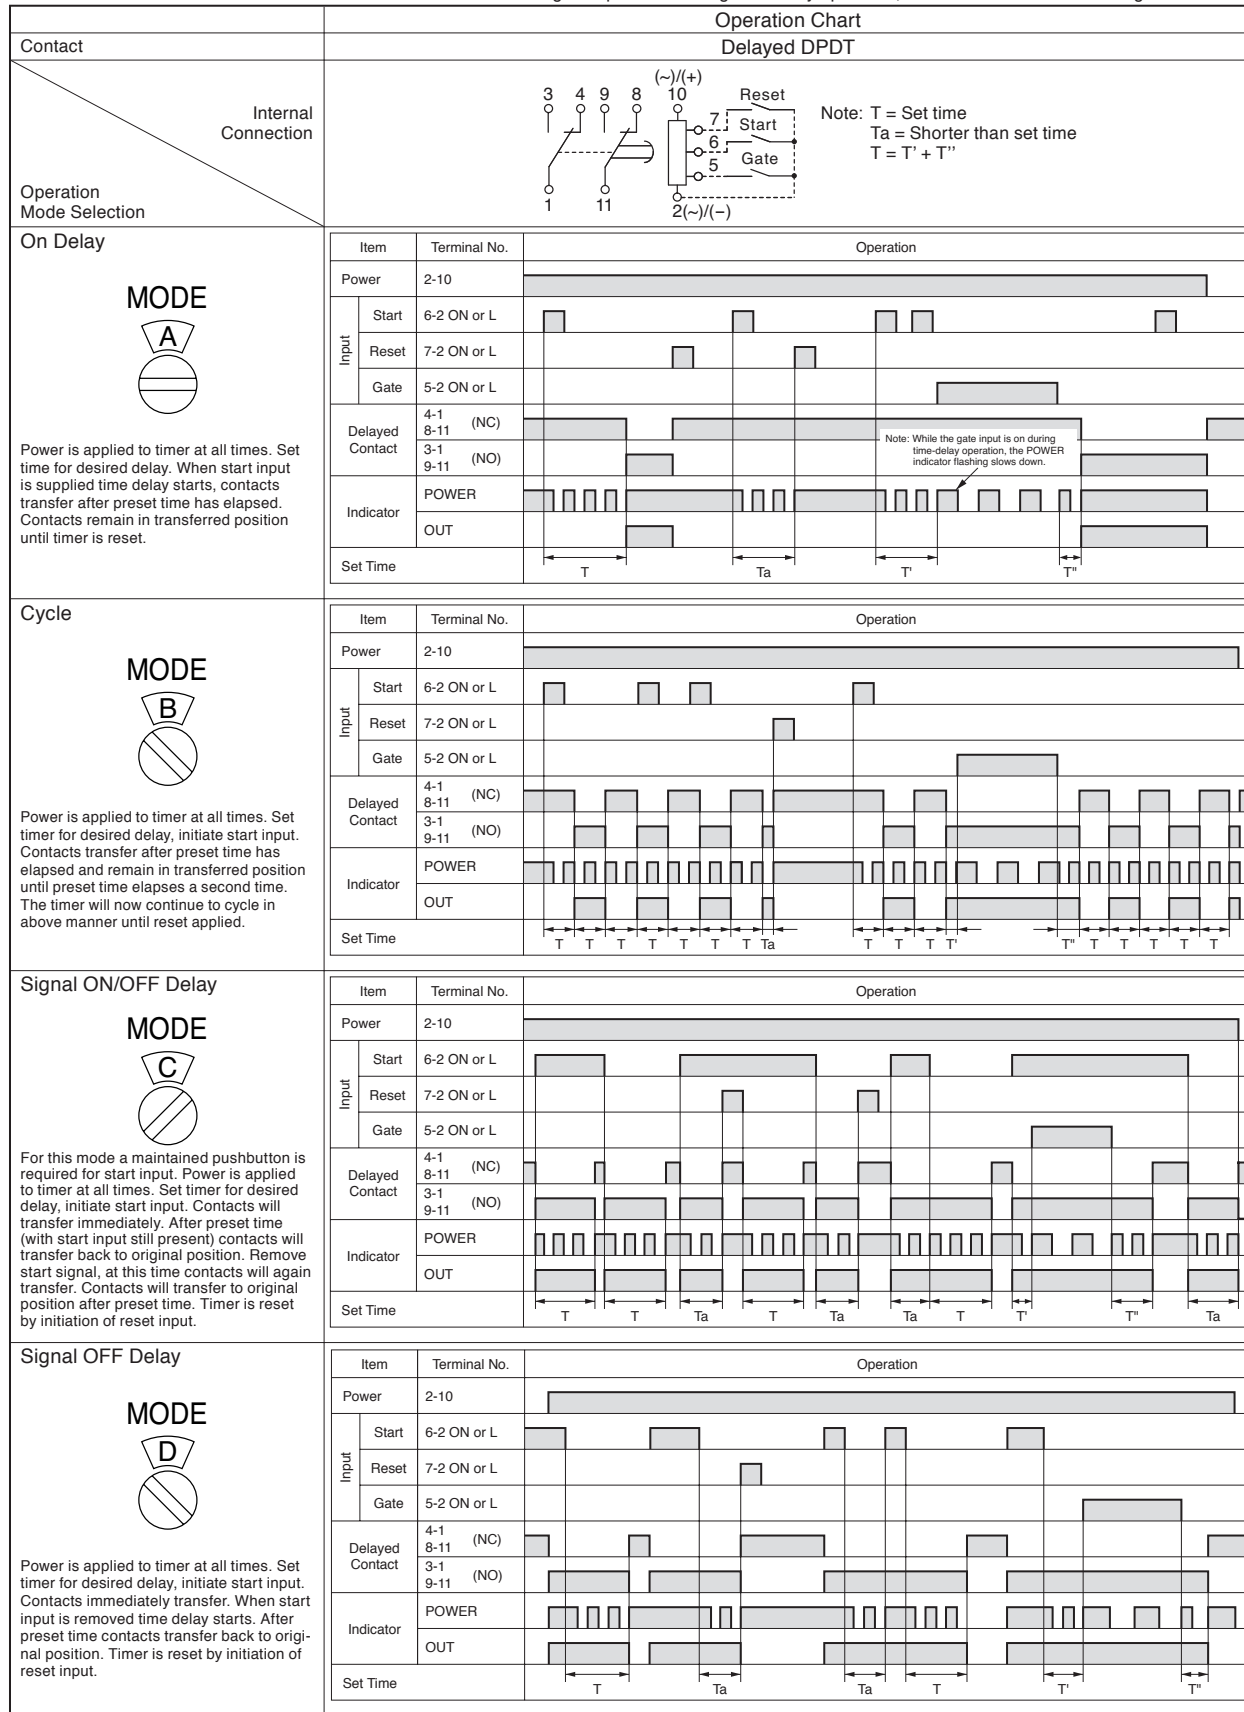 Operation Chart
Contact
Delayed DPDT
Internal
Connection
Operation
Mode Selection
(~)/(+)
3 4 9 8 10
Reset
7
Start
6
Gate
5
1 11
2(~)/(−)
Note: T = Set time
Ta = Shorter than set time
T = T' + T''
On Delay
MODE
A
Power is applied to timer at all times. Set
time for desired delay. When start input
is supplied time delay starts, contacts
transfer after preset time has elapsed.
Contacts remain in transferred position
until timer is reset.
Item Terminal No. Operation
Power 2-10
Input
Start 6-2 ON or L
Reset 7-2 ON or L
Gate 5-2 ON or L
Delayed
Contact
4-1
8-11 (NC)
3-1
9-11 (NO)
Note: While the gate input is on during
time-delay operation, the POWER
indicator flashing slows down.
Indicator
POWER
OUT
Set Time T Ta T' T"
Cycle
MODE
B
Power is applied to timer at all times. Set
timer for desired delay, initiate start input.
Contacts transfer after preset time has
elapsed and remain in transferred position
until preset time elapses a second time.
The timer will now continue to cycle in
above manner until reset applied.
Item Terminal No. Operation
Power 2-10
Input
Start 6-2 ON or L
Reset 7-2 ON or L
Gate 5-2 ON or L
Delayed
Contact
4-1
8-11 (NC)
3-1
9-11 (NO)
Indicator
POWER
OUT
Set Time T T T T T T T Ta T T T T' T" T T T T T
Signal ON/OFF Delay
MODE
C
For this mode a maintained pushbutton is
required for start input. Power is applied
to timer at all times. Set timer for desired
delay, initiate start input. Contacts will
transfer immediately. After preset time
(with start input still present) contacts will
transfer back to original position. Remove
start signal, at this time contacts will again
transfer. Contacts will transfer to original
position after preset time. Timer is reset
by initiation of reset input.
Item Terminal No. Operation
Power 2-10
Input
Start 6-2 ON or L
Reset 7-2 ON or L
Gate 5-2 ON or L
Delayed
Contact
4-1
8-11 (NC)
3-1
9-11 (NO)
Indicator
POWER
OUT
Set Time T T Ta T Ta Ta T T' T" Ta
Signal OFF Delay
MODE
D
Power is applied to timer at all times. Set
timer for desired delay, initiate start input.
Contacts immediately transfer. When start
input is removed time delay starts. After
preset time contacts transfer back to origi-
nal position. Timer is reset by initiation of
reset input.
Item Terminal No. Operation
Power 2-10
Input
Start 6-2 ON or L
Reset 7-2 ON or L
Gate 5-2 ON or L
Delayed
Contact
4-1
8-11 (NC)
3-1
9-11 (NO)
Indicator
POWER
OUT
Set Time T Ta Ta T T' T"